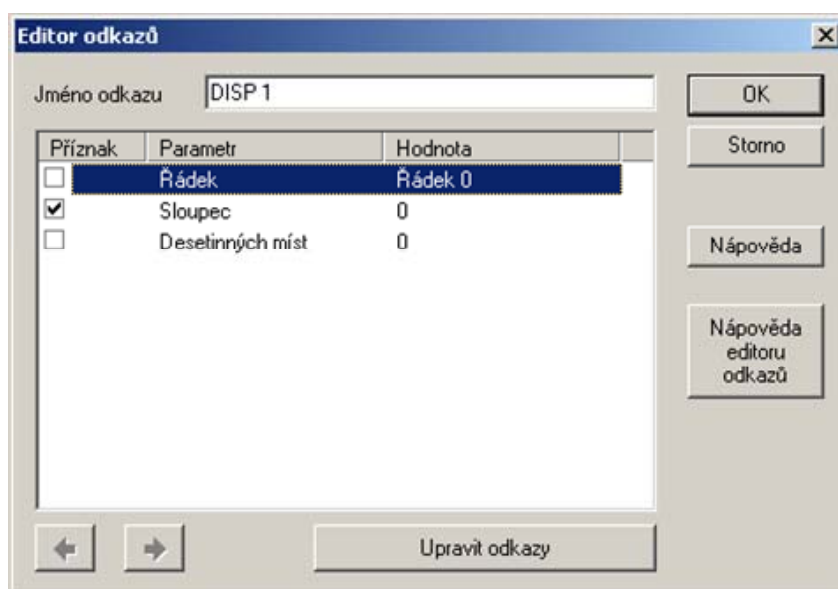 Editor odkazů
Jméno odkazu DISP 1
OK
Storno
Příznak Parametr Hodnota
Řádek Řádek 0
Sloupec 0
Desetinných míst 0
Nápověda
Nápověda
editoru
odkazů
Upravit odkazy